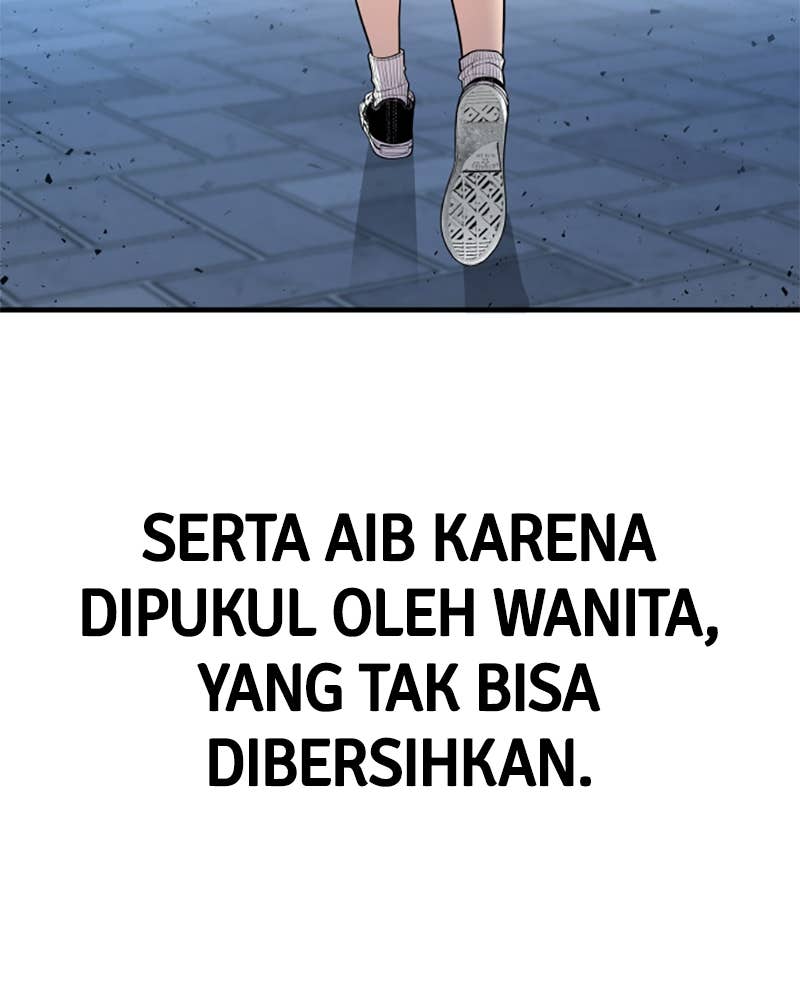 SERTA AIB KARENA
DIPUKUL OLEH WANITA,
YANG TAK BISA
DIBERSIHKAN.